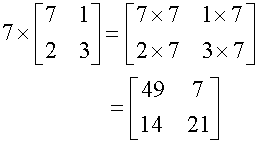 7 × [7 1; 2 3] = [7 × 7 1 × 7; 2 × 7 3 × 7]
= [49 7; 14 21]